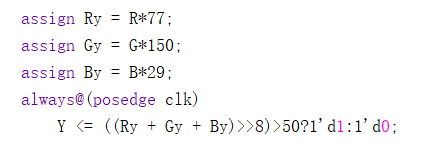 assign Ry = R*77;
assign Gy = G*150;
assign By = B*29;
always@(posedge clk)
Y <= ((Ry + Gy + By)>>8)>50?1'd1:1'd0;